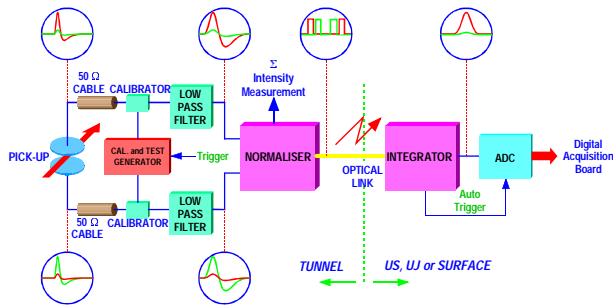 50 Ω
CABLE
CALIBRATOR
LOW
PASS
FILTER
Σ
Intensity
Measurement
PICK-UP
CAL. and TEST
GENERATOR
Trigger
NORMALISER
OPTICAL
LINK
INTEGRATOR
ADC
Digital
Acquisition
Board
Auto
Trigger
50 Ω
CABLE
CALIBRATOR
LOW
PASS
FILTER
TUNNEL
US, UJ or SURFACE